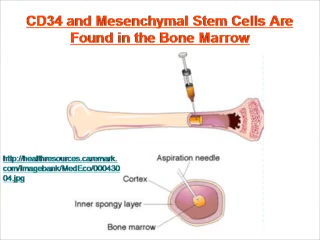 CD34 and Mesenchymal Stem Cells Are
Found in the Bone Marrow
http://healthresources.caremark.
com/Imagebank/MedEco/000430
04.jpg
Aspiration needle
Cortex
Inner spongy layer
Bone marrow